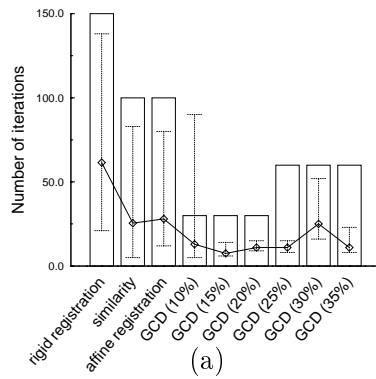 150.0
100.0
50.0
0.0
Number of iterations
rigid registration
similarity
affine registration
GCD (10%)
GCD (15%)
GCD (20%)
GCD (25%)
GCD (30%)
GCD (35%)
(a)